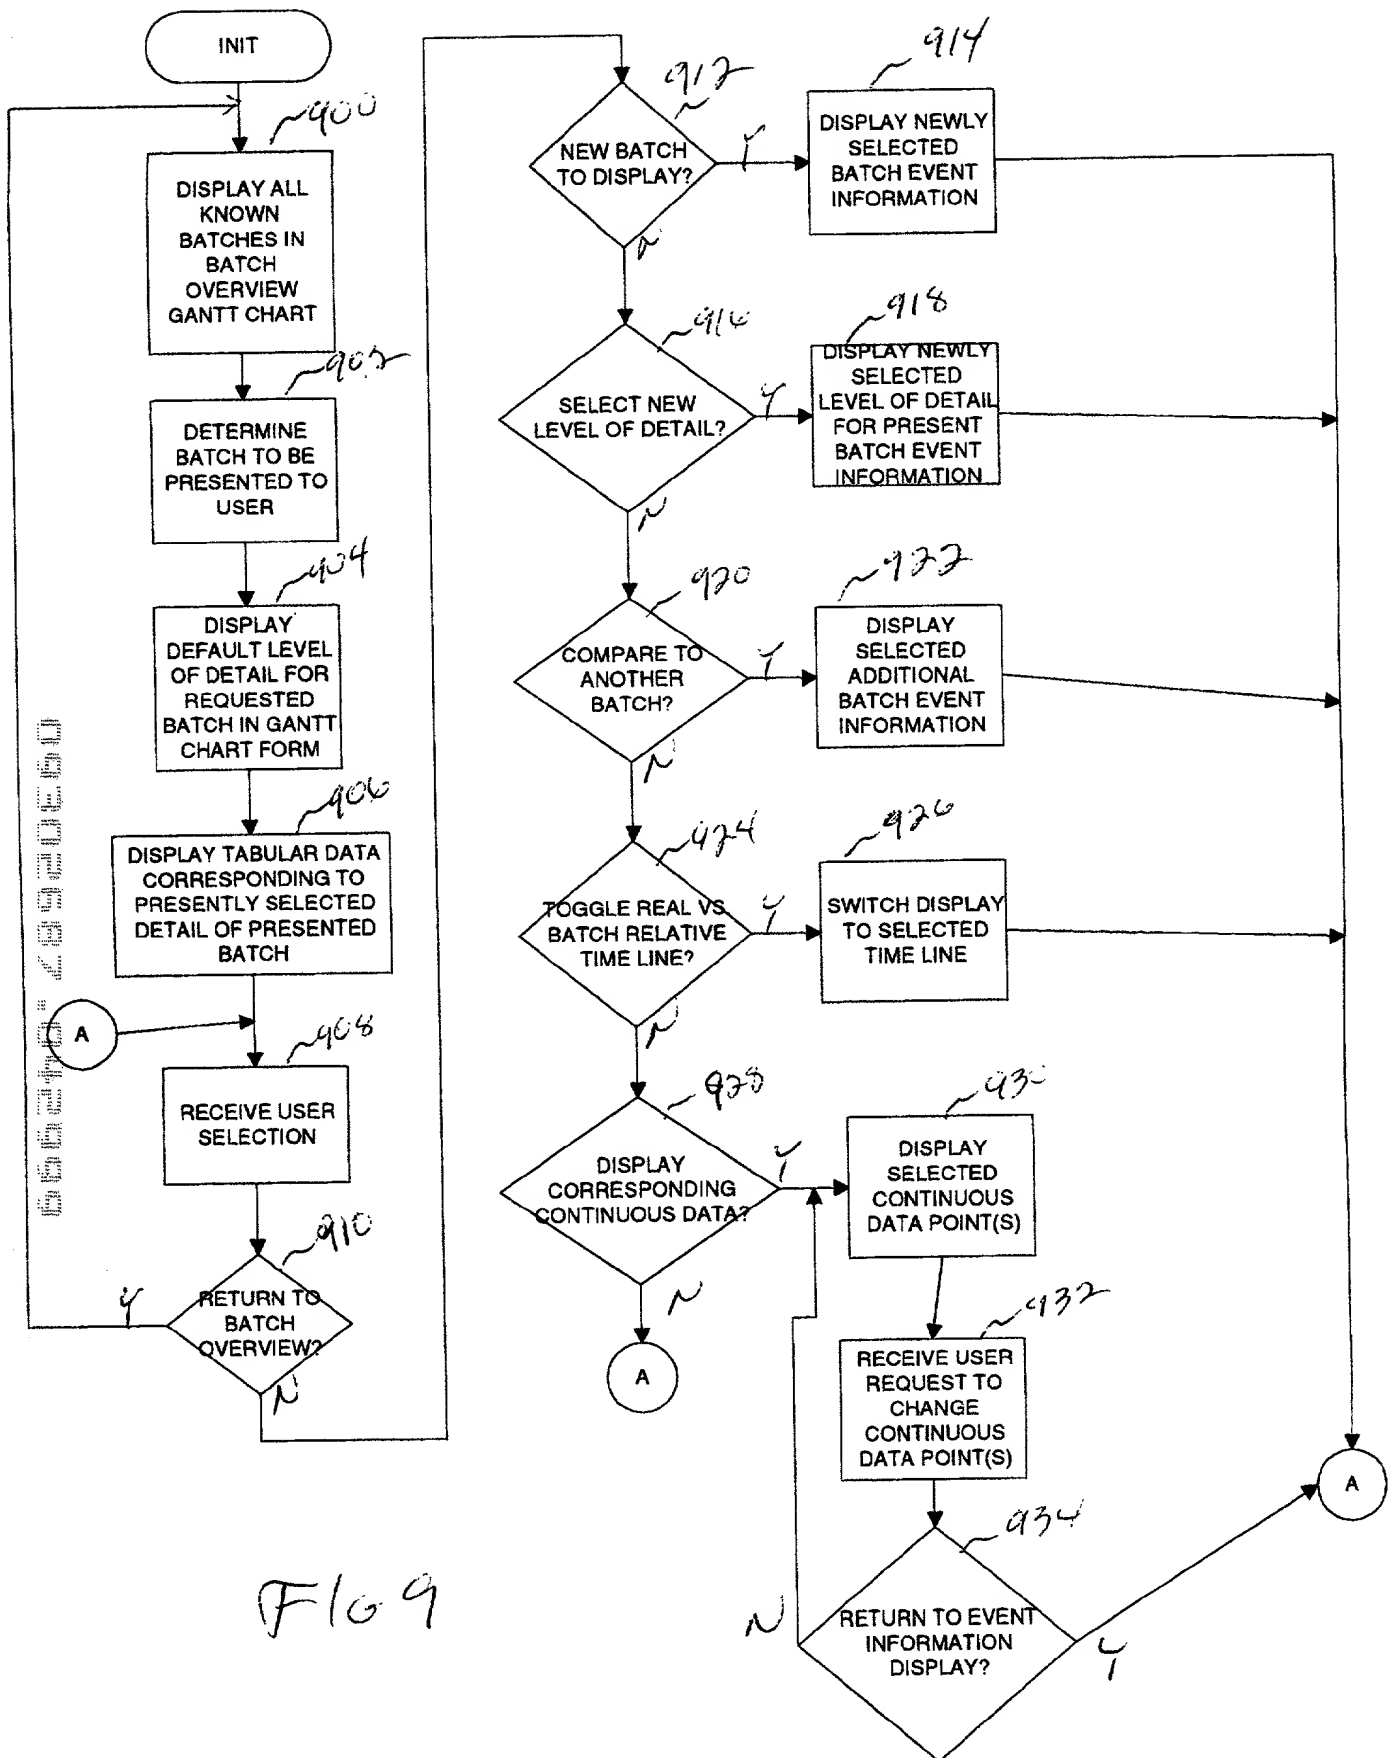 INIT
900
DISPLAY ALL
KNOWN
BATCHES IN
BATCH
OVERVIEW
GANTT CHART
902
DETERMINE
BATCH TO BE
PRESENTED TO
USER
904
DISPLAY
DEFAULT LEVEL
OF DETAIL FOR
REQUESTED
BATCH IN GANTT
CHART FORM
906
DISPLAY TABULAR DATA
CORRESPONDING TO
PRESENTLY SELECTED
DETAIL OF PRESENTED
BATCH
A
908
RECEIVE USER
SELECTION
910
RETURN TO
BATCH
OVERVIEW?
Y
N
912
NEW BATCH
TO DISPLAY?
Y
N
914
DISPLAY NEWLY
SELECTED
BATCH EVENT
INFORMATION
916
SELECT NEW
LEVEL OF DETAIL?
Y
N
918
DISPLAY NEWLY
SELECTED
LEVEL OF DETAIL
FOR PRESENT
BATCH EVENT
INFORMATION
920
COMPARE TO
ANOTHER
BATCH?
Y
N
922
DISPLAY
SELECTED
ADDITIONAL
BATCH EVENT
INFORMATION
924
TOGGLE REAL VS.
BATCH RELATIVE
TIME LINE?
Y
N
926
SWITCH DISPLAY
TO SELECTED
TIME LINE
928
DISPLAY
CORRESPONDING
CONTINUOUS DATA?
Y
N
A
930
DISPLAY
SELECTED
CONTINUOUS
DATA POINT(S)
932
RECEIVE USER
REQUEST TO
CHANGE
CONTINUOUS
DATA POINT(S)
934
RETURN TO EVENT
INFORMATION
DISPLAY?
N
Y
A
FIG 9